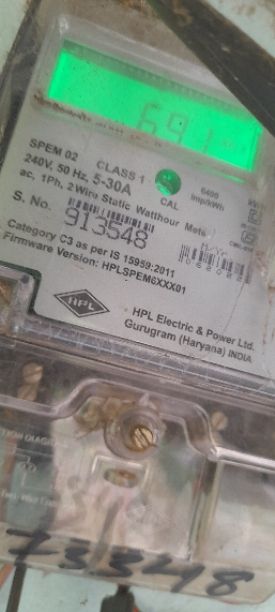 691
SPEM 02 CLASS 1
240V, 50 Hz, 5-30A
ac, 1Ph, 2 Wire Static Watthour Meter
CAL
6400
imp/kWh
S. No.
913548
Category C3 as per IS 15959:2011
Firmware Version: HPLSPEM6XXX01
HPL
HPL Electric & Power Ltd.
Gurugram (Haryana) INDIA